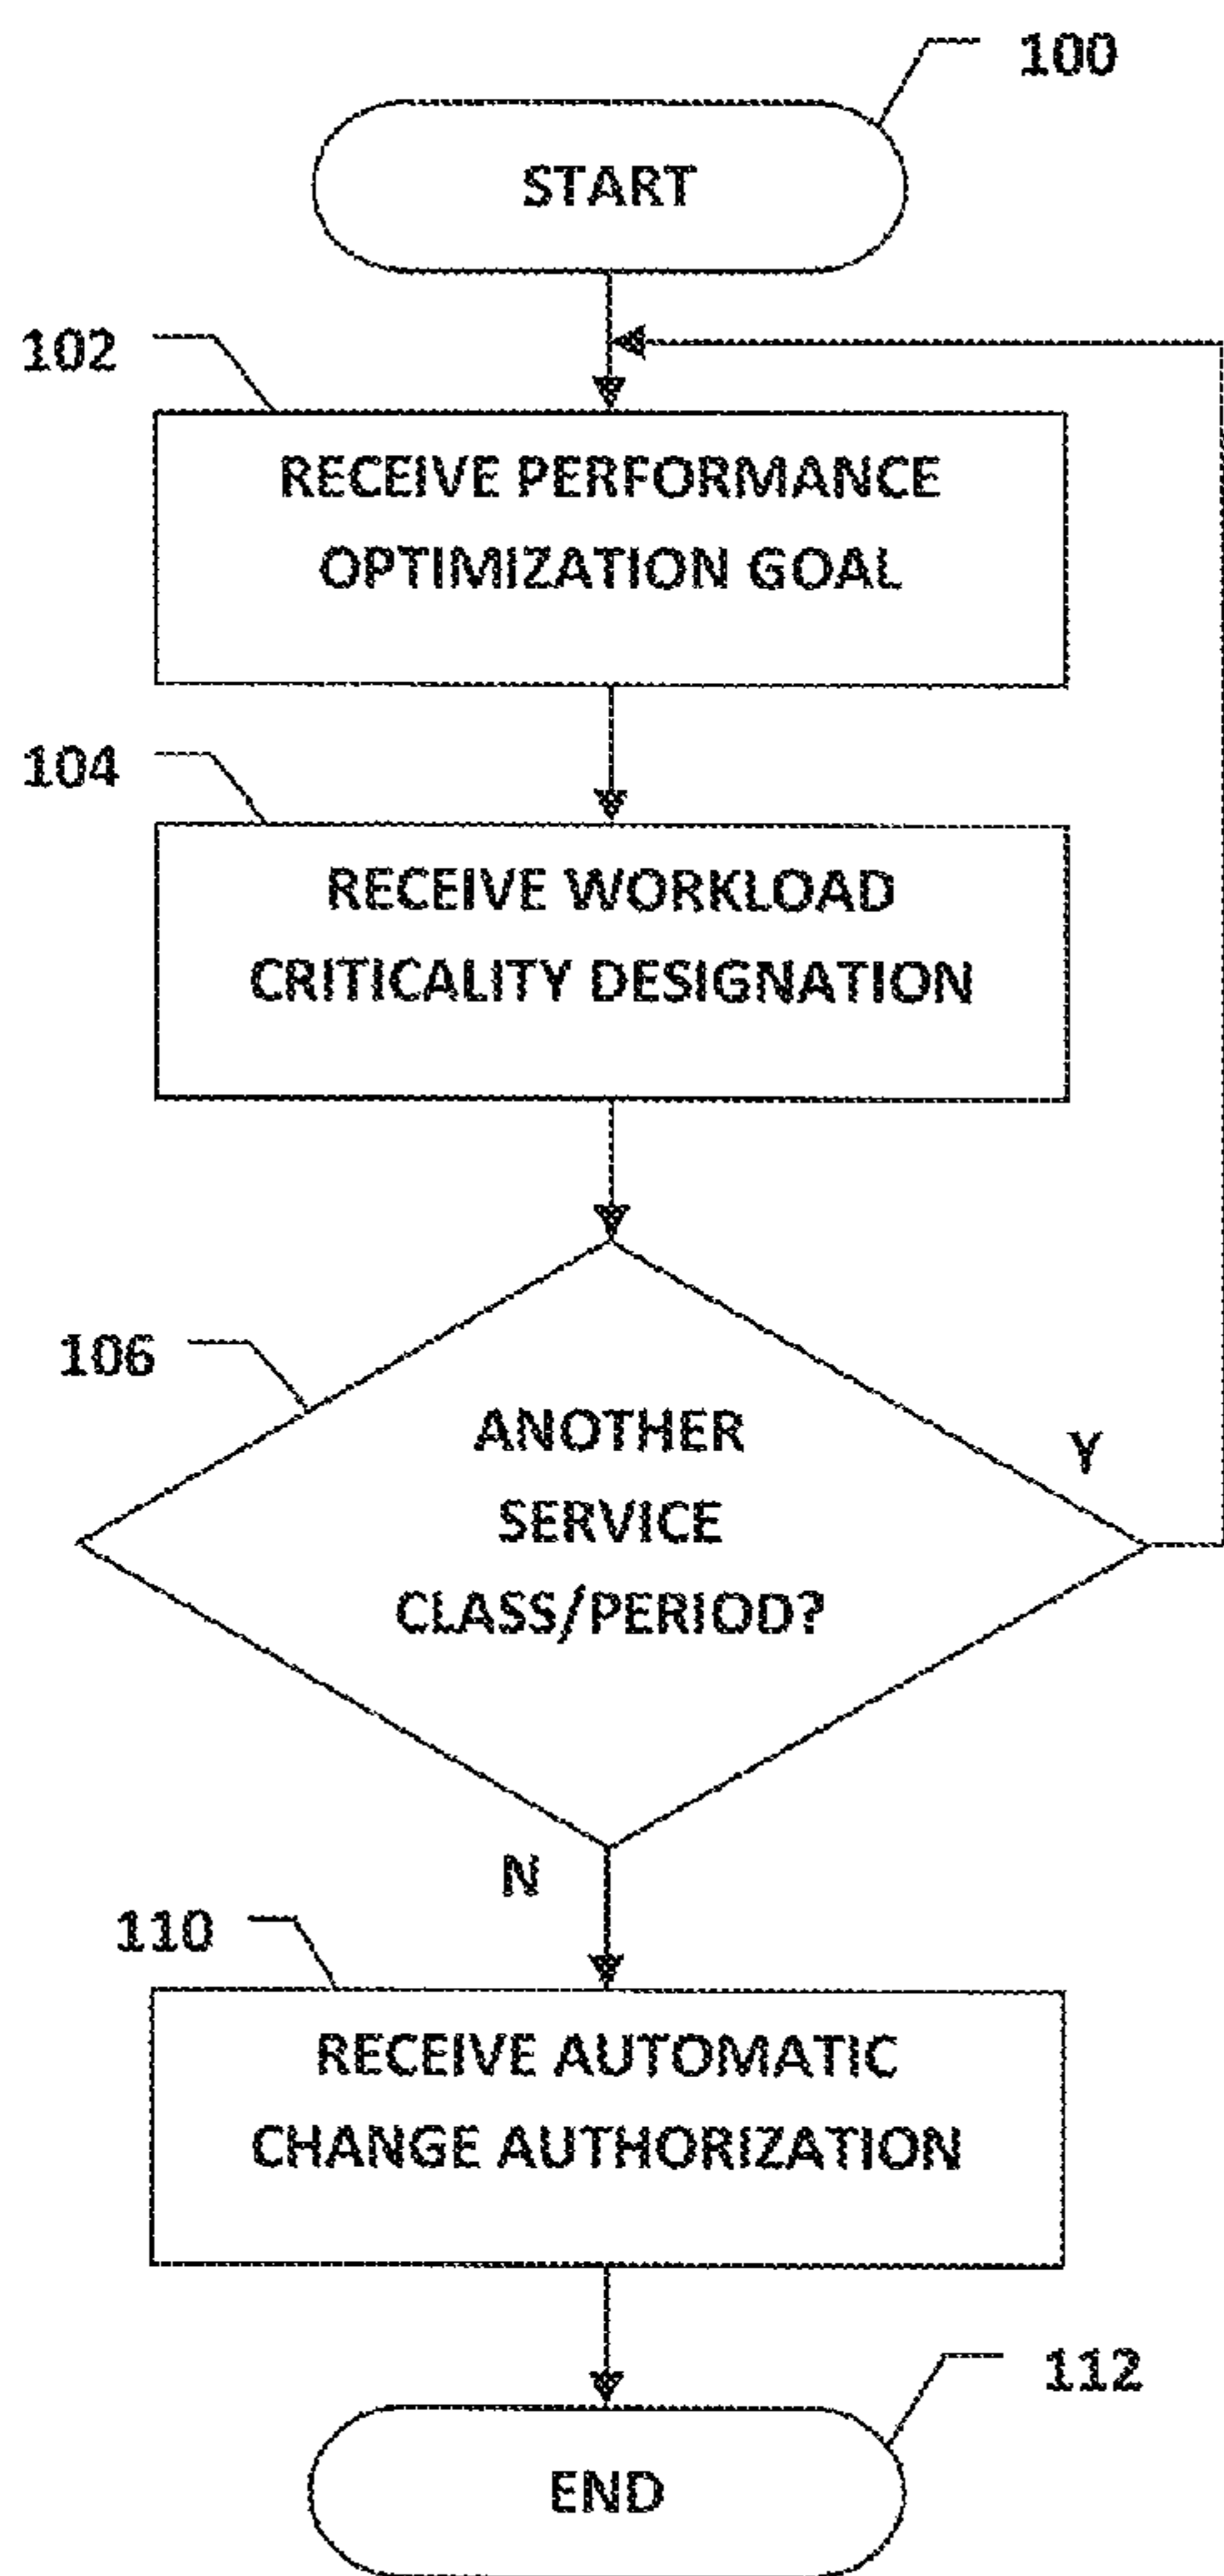 100
START
102
RECEIVE PERFORMANCE
OPTIMIZATION GOAL
104
RECEIVE WORKLOAD
CRITICALITY DESIGNATION
106
ANOTHER
SERVICE
CLASS/PERIOD?
Y
N
110
RECEIVE AUTOMATIC
CHANGE AUTHORIZATION
112
END